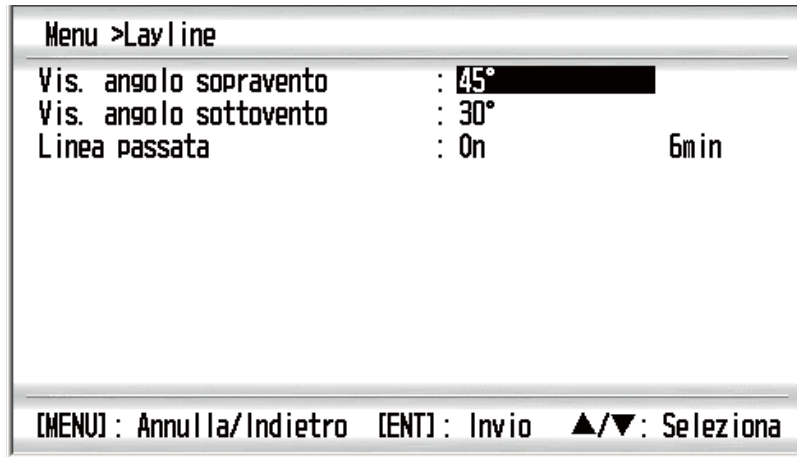 Menu >Layline
Vis. angolo sopravento : 45°
Vis. angolo sottovento : 30°
Linea passata : On 6min
[MENU]: Annulla/Indietro [ENT]: Invio ▲/▼: Seleziona